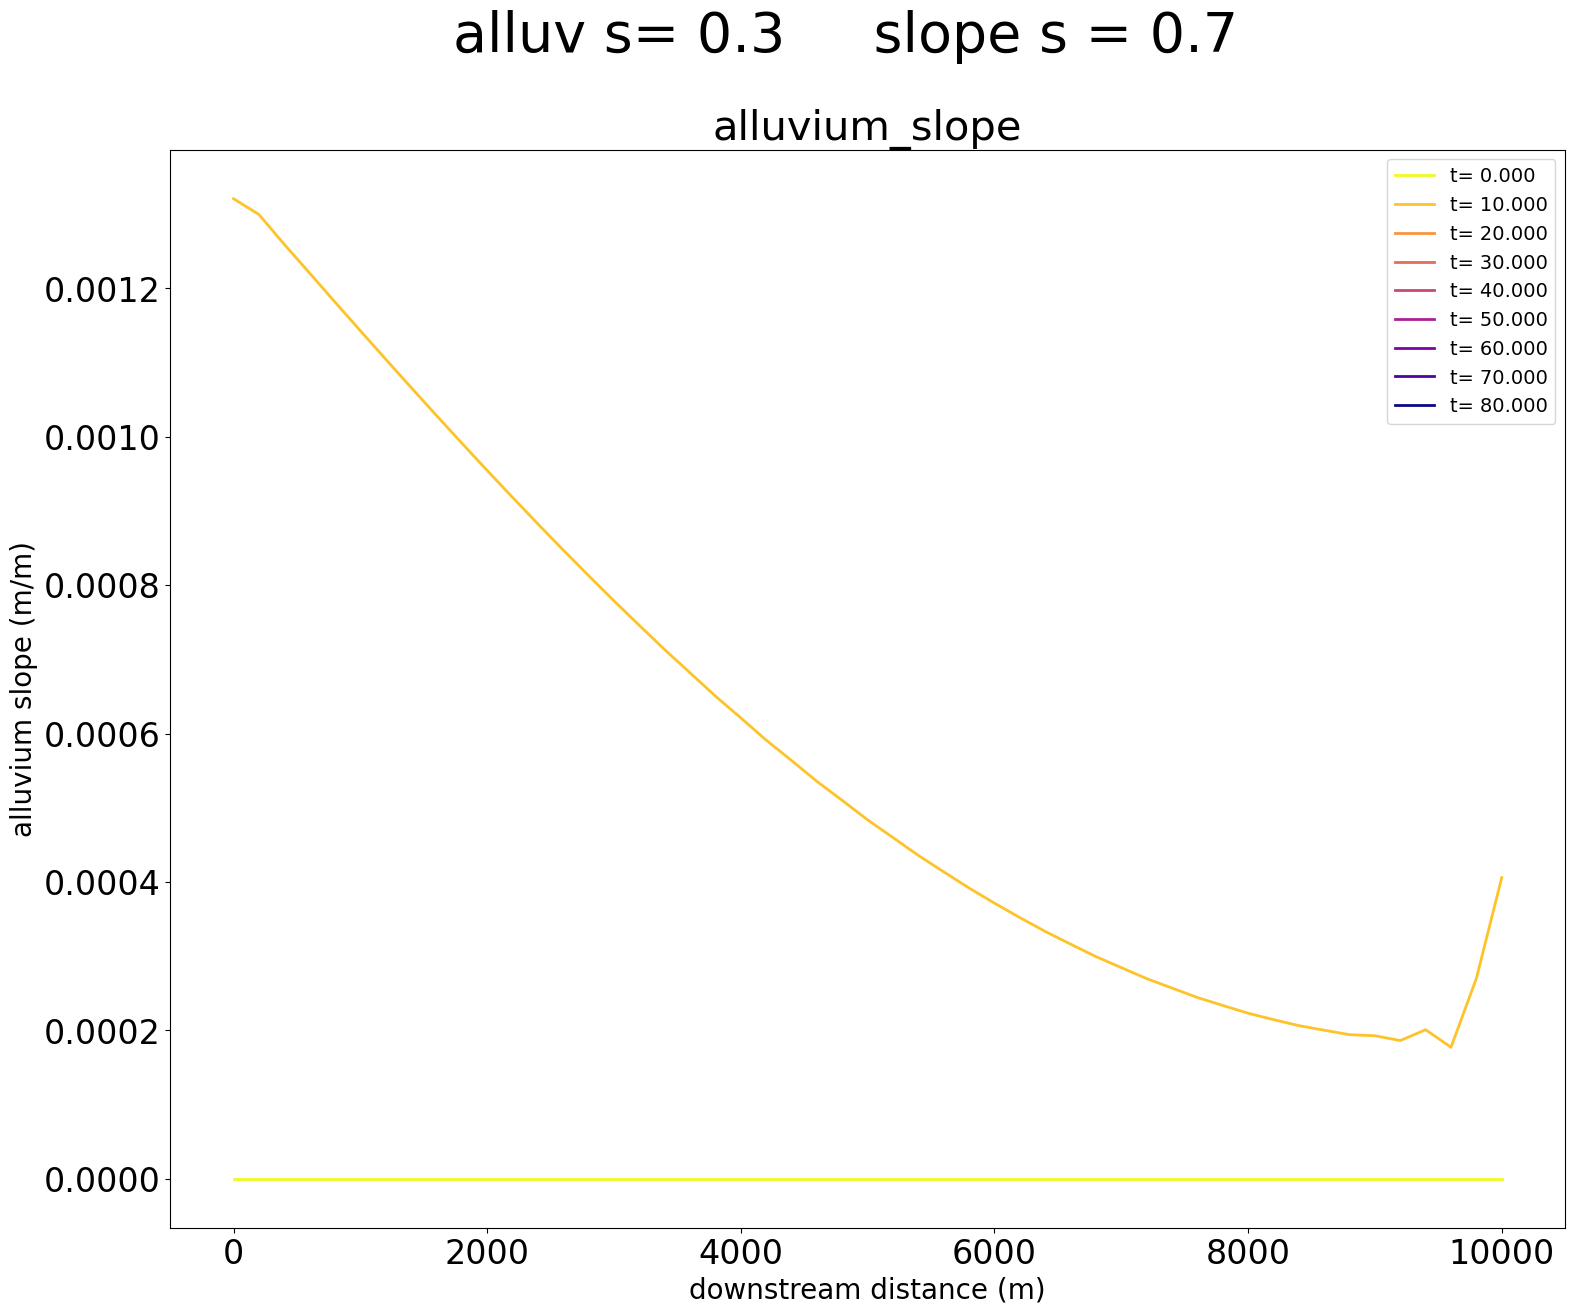 alluv s= 0.3     slope s = 0.7
alluvium_slope
t= 0.000
t= 10.000
t= 20.000
t= 30.000
t= 40.000
t= 50.000
t= 60.000
t= 70.000
t= 80.000
0.0012
0.0010
0.0008
0.0006
0.0004
0.0002
0.0000
alluvium slope (m/m)
0 2000 4000 6000 8000 10000
downstream distance (m)